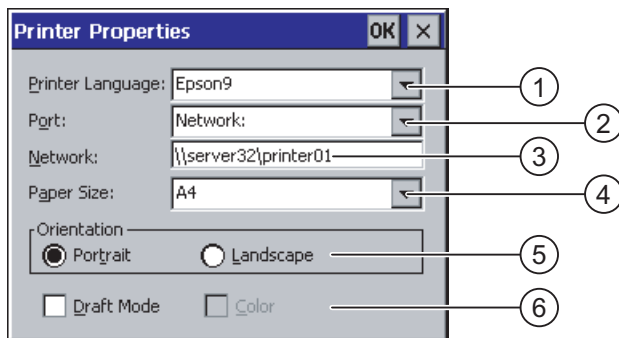 Printer Properties OK ×
Printer Language: Epson9 1
Port: Network: 2
Network: \\server32\printer01 3
Paper Size: A4 4
Orientation
Portrait Landscape 5
Draft Mode Color 6